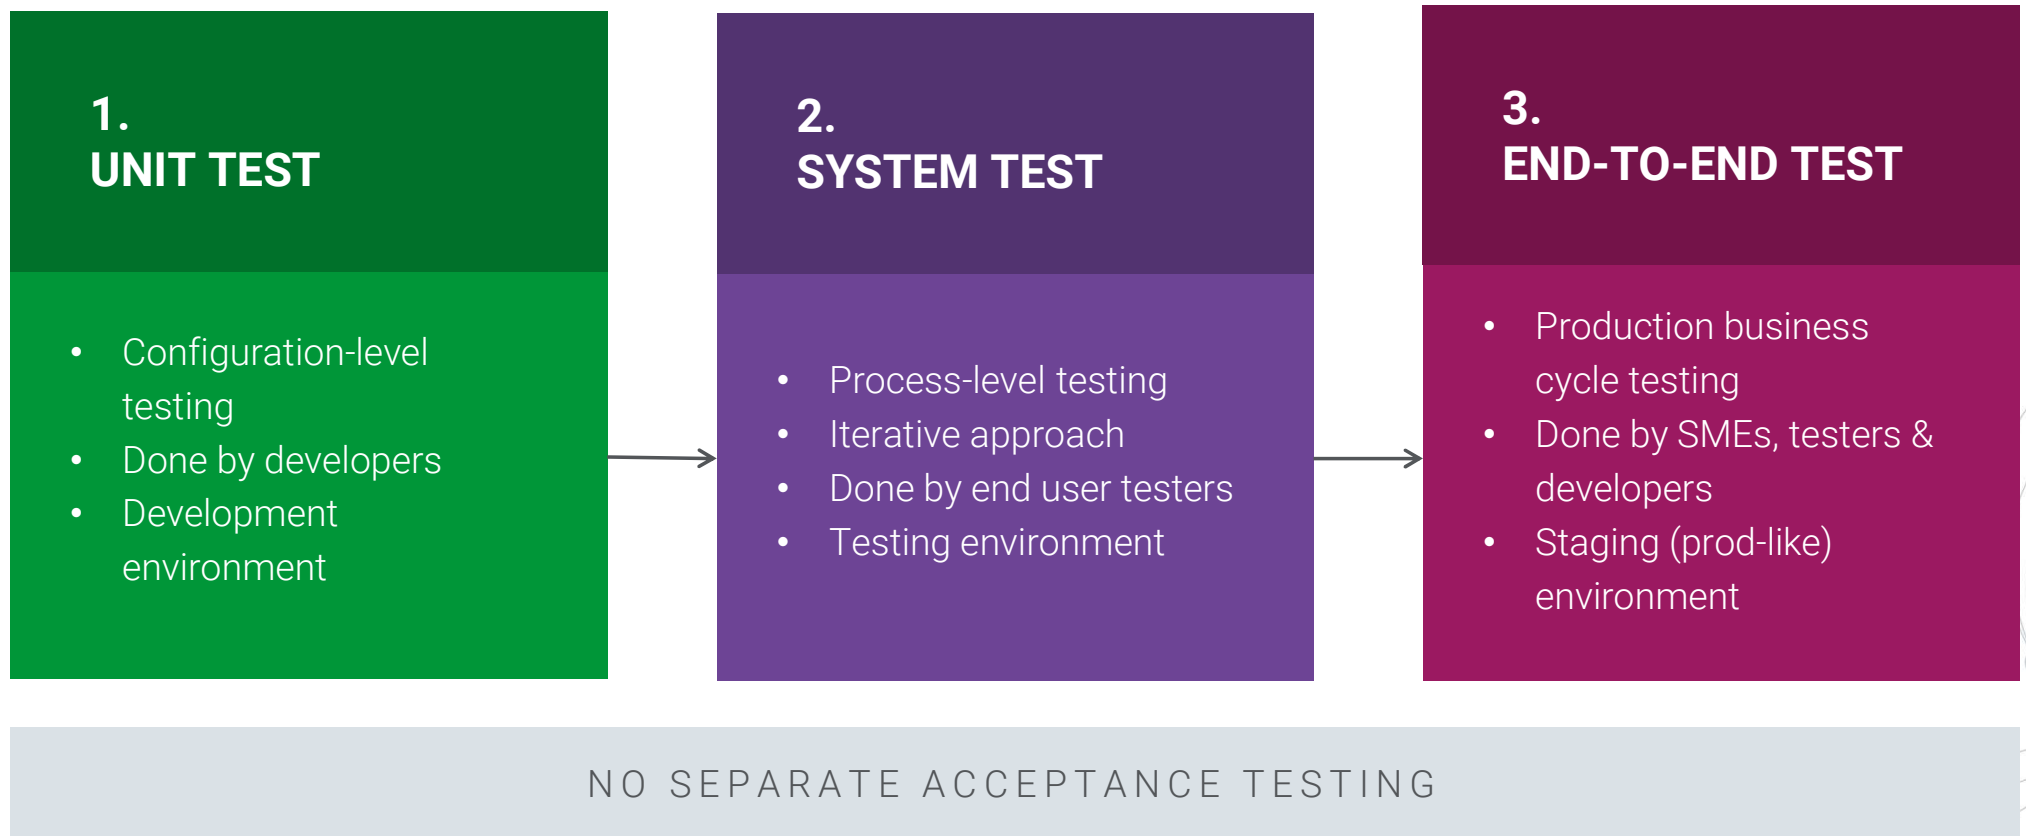 1.
UNIT TEST
• Configuration-level
testing
• Done by developers
• Development
environment
2.
SYSTEM TEST
• Process-level testing
• Iterative approach
• Done by end user testers
• Testing environment
3.
END-TO-END TEST
• Production business
cycle testing
• Done by SMEs, testers &
developers
• Staging (prod-like)
environment
NO SEPARATE ACCEPTANCE TESTING